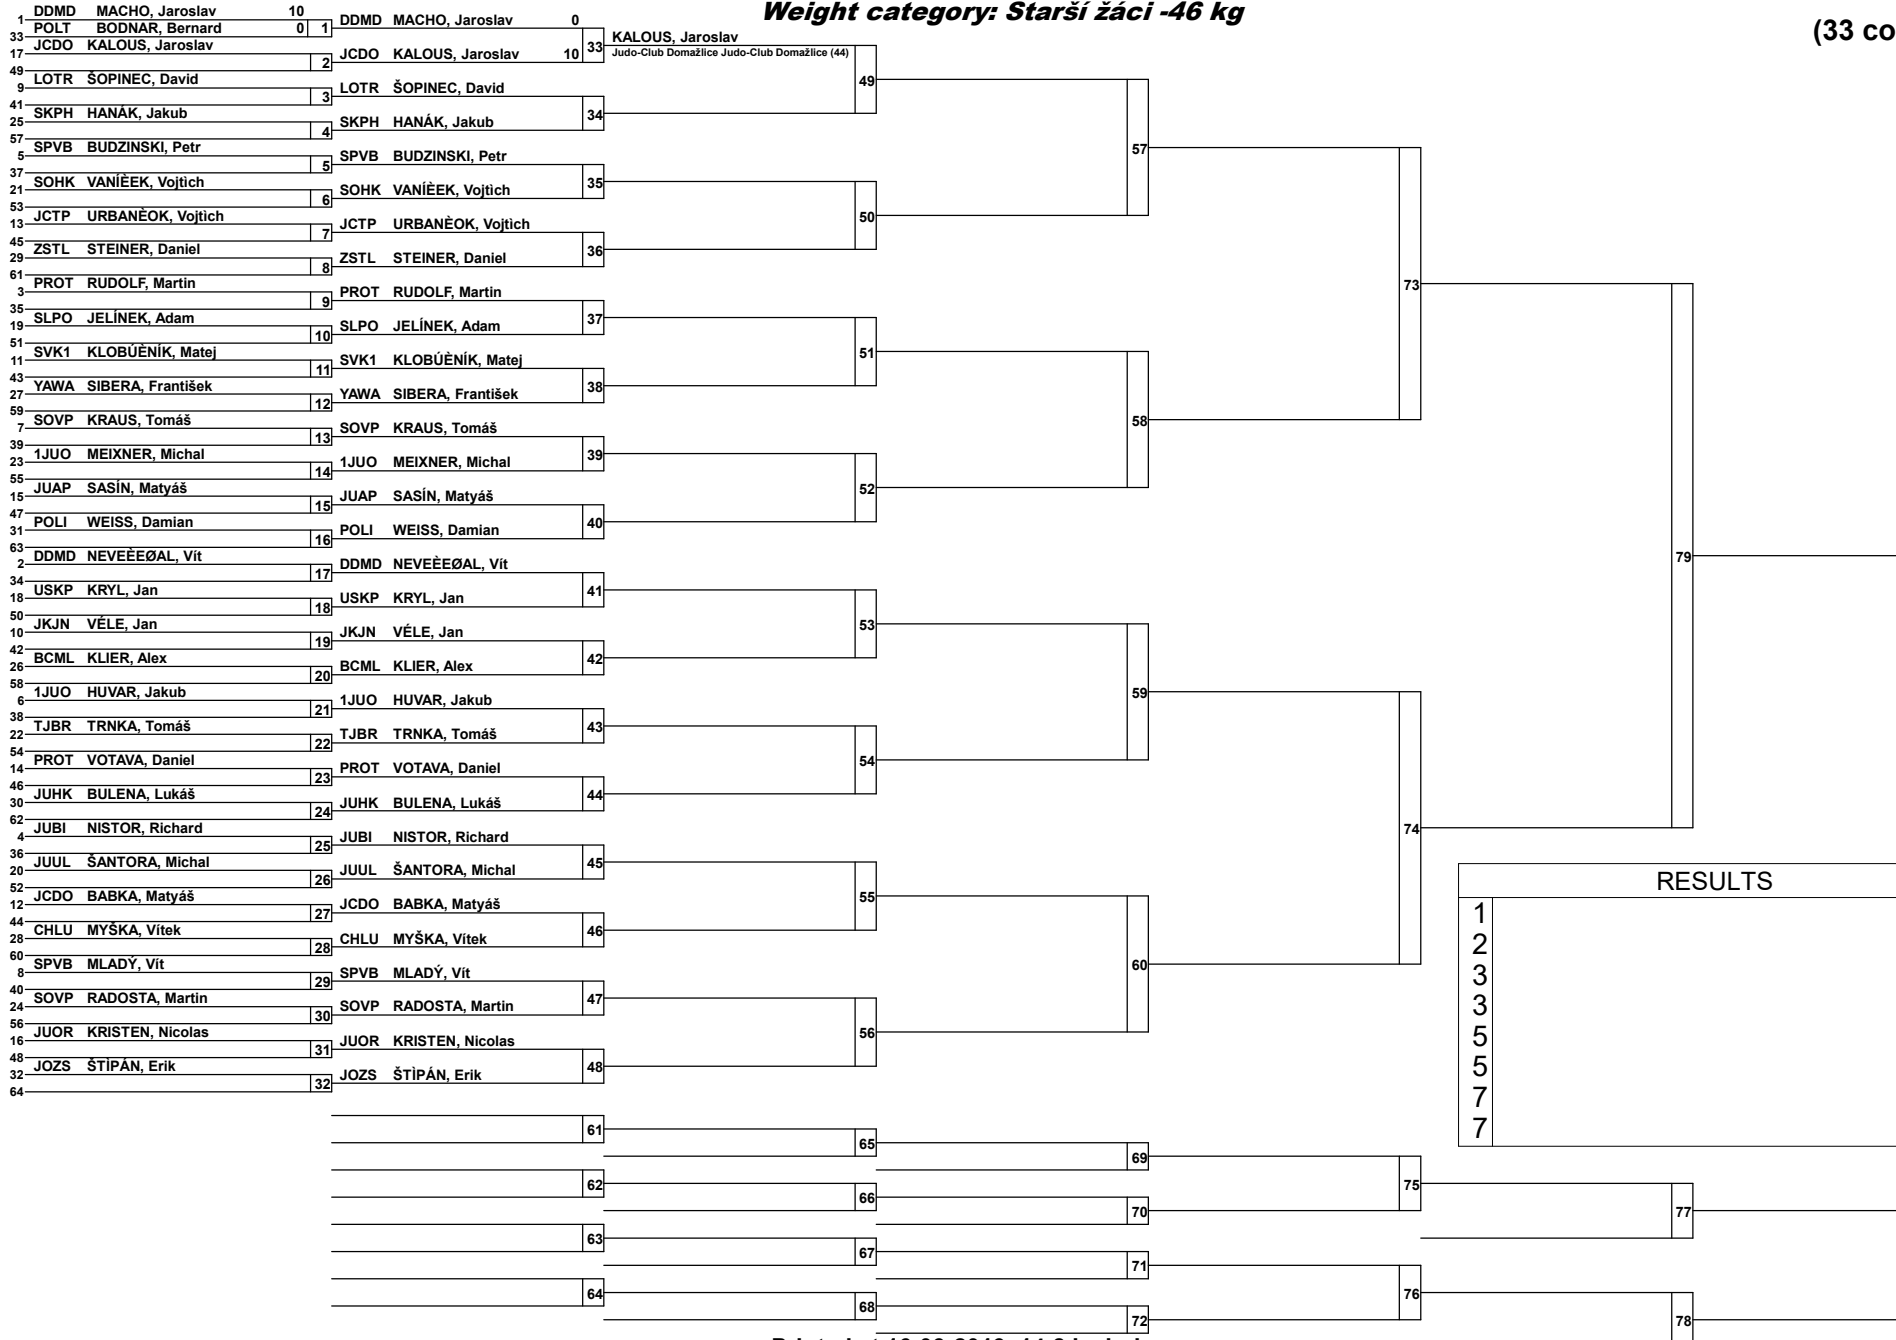 Weight category: Starší žáci -46 kg
(33 co
1 DDMD MACHO, Jaroslav 10
33 POLT BODNAR, Bernard 0 1
17 JCDO KALOUS, Jaroslav
49 2
9 LOTR ŠOPINEC, David
41 3
25 SKPH HANÁK, Jakub
57 4
5 SPVB BUDZINSKI, Petr
37 5
21 SOHK VANÍÈEK, Vojtìch
53 6
13 JCTP URBANÈOK, Vojtìch
45 7
29 ZSTL STEINER, Daniel
61 8
3 PROT RUDOLF, Martin
35 9
19 SLPO JELÍNEK, Adam
51 10
11 SVK1 KLOBÚÈNÍK, Matej
43 11
27 YAWA SIBERA, František
59 12
7 SOVP KRAUS, Tomáš
39 13
23 1JUO MEIXNER, Michal
55 14
15 JUAP SASÍN, Matyáš
47 15
31 POLI WEISS, Damian
63 16
2 DDMD NEVEÈEØAL, Vít
34 17
18 USKP KRYL, Jan
50 18
10 JKJN VÉLE, Jan
42 19
26 BCML KLIER, Alex
58 20
6 1JUO HUVAR, Jakub
38 21
22 TJBR TRNKA, Tomáš
54 22
14 PROT VOTAVA, Daniel
46 23
30 JUHK BULENA, Lukáš
62 24
4 JUBI NISTOR, Richard
36 25
20 JUUL ŠANTORA, Michal
52 26
12 JCDO BABKA, Matyáš
44 27
28 CHLU MYŠKA, Vítek
60 28
8 SPVB MLADÝ, Vít
40 29
24 SOVP RADOSTA, Martin
56 30
16 JUOR KRISTEN, Nicolas
48 31
32 JOZS ŠTÌPÁN, Erik
64 32
DDMD MACHO, Jaroslav 0
33
JCDO KALOUS, Jaroslav 10
LOTR ŠOPINEC, David
34
SKPH HANÁK, Jakub
SPVB BUDZINSKI, Petr
35
SOHK VANÍÈEK, Vojtìch
JCTP URBANÈOK, Vojtìch
36
ZSTL STEINER, Daniel
PROT RUDOLF, Martin
37
SLPO JELÍNEK, Adam
SVK1 KLOBÚÈNÍK, Matej
38
YAWA SIBERA, František
SOVP KRAUS, Tomáš
39
1JUO MEIXNER, Michal
JUAP SASÍN, Matyáš
40
POLI WEISS, Damian
DDMD NEVEÈEØAL, Vít
41
USKP KRYL, Jan
JKJN VÉLE, Jan
42
BCML KLIER, Alex
1JUO HUVAR, Jakub
43
TJBR TRNKA, Tomáš
PROT VOTAVA, Daniel
44
JUHK BULENA, Lukáš
JUBI NISTOR, Richard
45
JUUL ŠANTORA, Michal
JCDO BABKA, Matyáš
46
CHLU MYŠKA, Vítek
SPVB MLADÝ, Vít
47
SOVP RADOSTA, Martin
JUOR KRISTEN, Nicolas
48
JOZS ŠTÌPÁN, Erik
61
62
63
64
KALOUS, Jaroslav
Judo-Club Domažlice Judo-Club Domažlice (44)
49
50
51
52
53
54
55
56
65
66
67
68
57
58
59
60
69
70
71
72
73
74
75
76
79
77
78
RESULTS
1
2
3
3
5
5
7
7